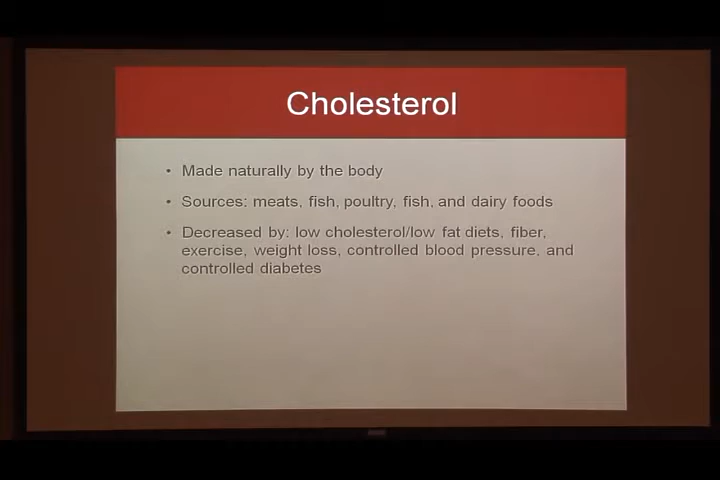 Cholesterol
• Made naturally by the body
• Sources: meats, fish, poultry, fish, and dairy foods
• Decreased by: low cholesterol/low fat diets, fiber,
exercise, weight loss, controlled blood pressure, and
controlled diabetes